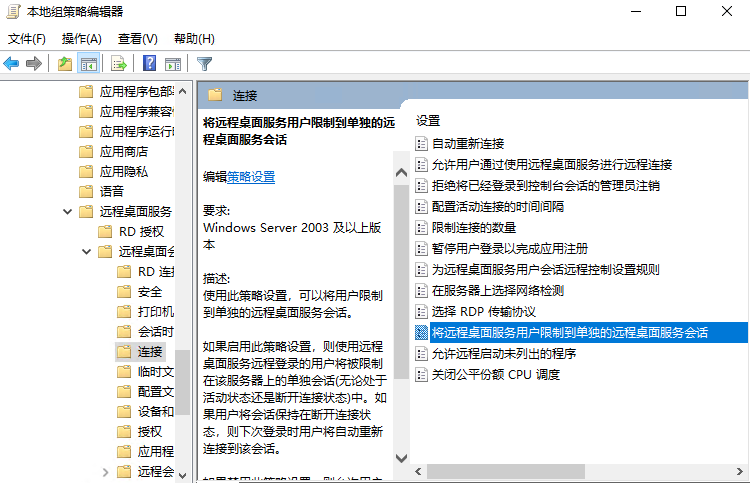 本地组策略编辑器
文件(F) 操作(A) 查看(V) 帮助(H)
应用程序包部
应用程序兼容
应用程序运行
应用商店
应用隐私
语音
远程桌面服务
RD 授权
远程桌面会
RD 连接
安全
打印机
会话时
连接
临时文
配置文
设备和
授权
应用程
远程会
连接
将远程桌面服务用户限制到单独的远
程桌面服务会话
编辑策略设置
要求:
Windows Server 2003 及以上版
本
描述:
使用此策略设置，可以将用户限制
到单独的远程桌面服务会话。
如果启用此策略设置，则使用远程
桌面服务远程登录的用户将被限制
在该服务器上的单独会话(无论处于
活动状态还是断开连接状态)中。如
果用户将会话保持在断开连接状
态，则下次登录时用户将自动重新
连接到该会话。
设置
自动重新连接
允许用户通过使用远程桌面服务进行远程连接
拒绝将已经登录到控制台会话的管理员注销
配置活动连接的时间间隔
限制连接的数量
暂停用户登录以完成应用注册
为远程桌面服务用户会话远程控制设置规则
在服务器上选择网络检测
选择 RDP 传输协议
将远程桌面服务用户限制到单独的远程桌面服务会话
允许远程启动未列出的程序
关闭公平份额 CPU 调度